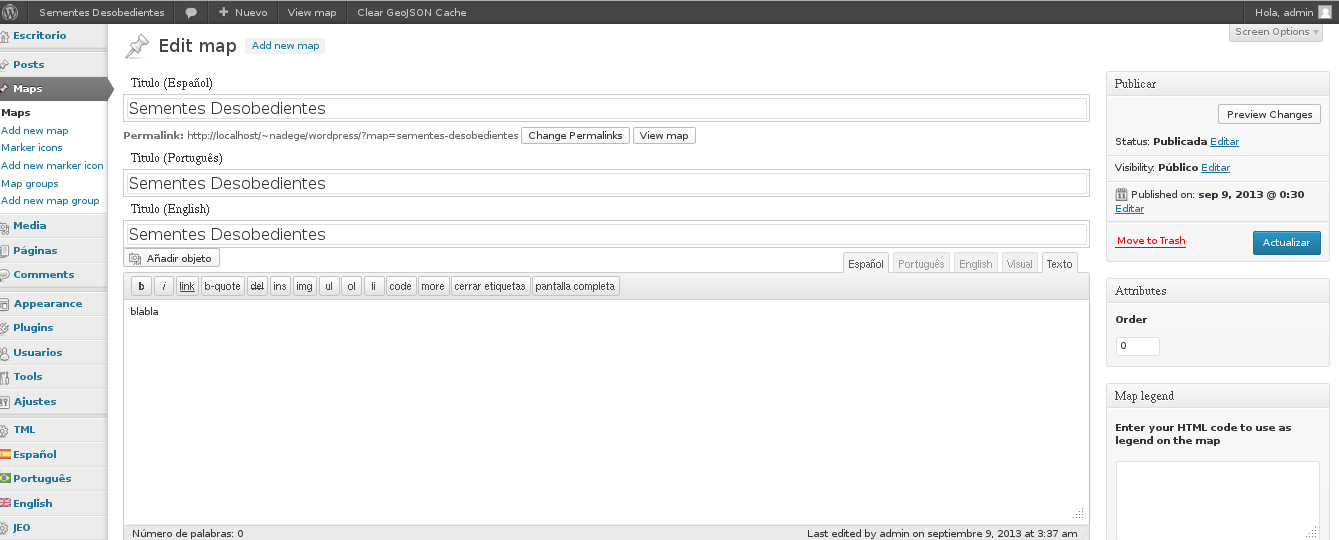 Sementes Desobedientes + Nuevo View map Clear GeoJSON Cache Hola, admin
Escritorio
Posts
Maps
Maps
Add new map
Marker icons
Add new marker icon
Map groups
Add new map group
Media
Páginas
Comments
Appearance
Plugins
Usuarios
Tools
Ajustes
TML
Español
Português
English
JEO
Screen Options
Edit map Add new map
Titulo (Español)
Sementes Desobedientes
Permalink: http://localhost/~nadege/wordpress/?map=sementes-desobedientes Change Permalinks View map
Titulo (Português)
Sementes Desobedientes
Titulo (English)
Sementes Desobedientes
Añadir objeto
Español Português English Visual Texto
b i link b-quote del ins img ul ol li code more cerrar etiquetas pantalla completa
blabla
Número de palabras: 0 Last edited by admin on septiembre 9, 2013 at 3:37 am
Publicar
Preview Changes
Status: Publicada Editar
Visibility: Público Editar
Published on: sep 9, 2013 @ 0:30
Editar
Move to Trash Actualizar
Attributes
Order
0
Map legend
Enter your HTML code to use as
legend on the map